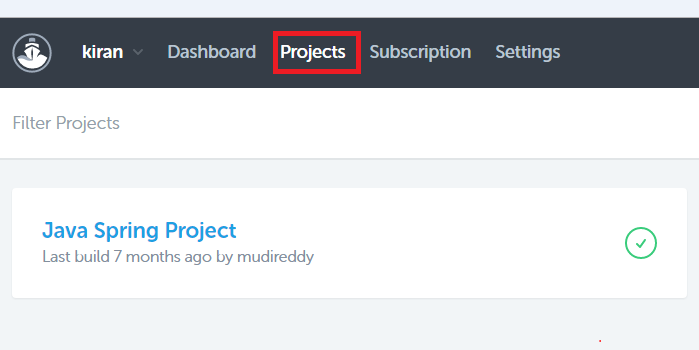 kiran Dashboard Projects Subscription Settings
Filter Projects
Java Spring Project
Last build 7 months ago by mudireddy